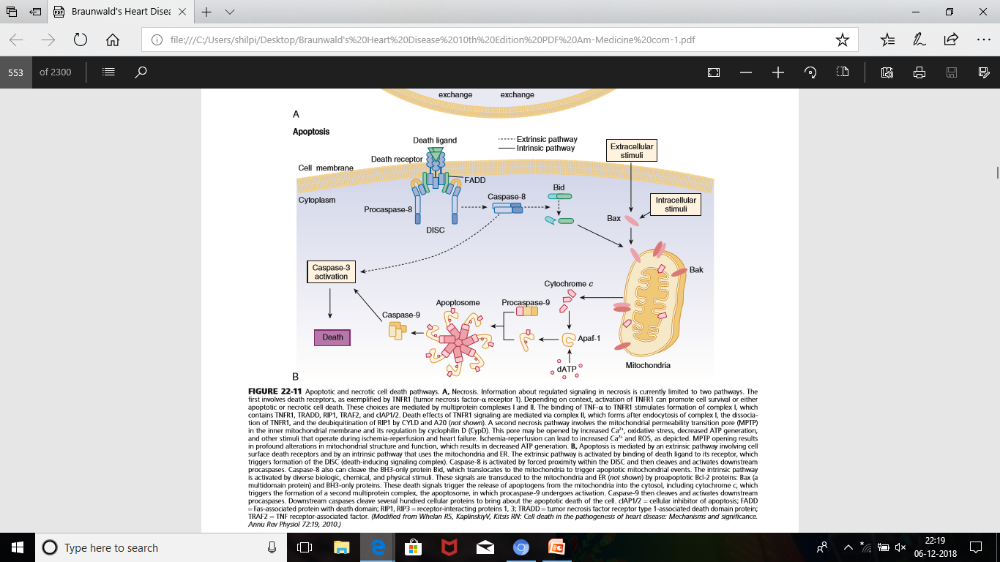 Braunwald's Heart Disea
file:///C:/Users/shilpi/Desktop/Braunwald's%20Heart%20Disease%2010th%20Edition%20PDF%20Am-Medicine%20com-1.pdf
553 of 2300
exchange exchange
A
Apoptosis
Death ligand
Extrinsic pathway
Intrinsic pathway
Extracellular
stimuli
Death receptor
Cell membrane
FADD
Bid
Caspase-8
Cytoplasm
Intracellular
stimuli
Procaspase-8
Bax
DISC
Caspase-3
activation
Bak
Cytochrome c
Apoptosome
Procaspase-9
Caspase-9
Death
Apaf-1
Mitochondria
dATP
B
FIGURE 22-11 Apoptotic and necrotic cell death pathways. A, Necrosis. Information about regulated signaling in necrosis is currently limited to two pathways. The
first involves death receptors, as exemplified by TNFR1 (tumor necrosis factor-α receptor 1). Depending on context, activation of TNFR1 can promote cell survival or either
apoptotic or necrotic cell death. These choices are mediated by multiprotein complexes I and II. The binding of TNF-α to TNFR1 stimulates formation of complex I, which
contains TNFR1, TRADD, RIP1, TRAF2, and cIAP1/2. Death effects of TNFR1 signaling are mediated via complex II, which forms after endocytosis of complex I, the dissocia-
tion of TNFR1, and the deubiquitination of RIP1 by CYLD and A20 (not shown). A second necrosis pathway involves the mitochondrial permeability transition pore (MPTP)
in the inner mitochondrial membrane and its regulation by cyclophilin D (CypD). This pore may be opened by increased Ca²⁺, oxidative stress, decreased ATP generation,
and other stimuli that operate during ischemia-reperfusion and heart failure. Ischemia-reperfusion can lead to increased Ca²⁺ and ROS, as depicted. MPTP opening results
in profound alterations in mitochondrial structure and function, which results in decreased ATP generation. B, Apoptosis is mediated by an extrinsic pathway involving cell
surface death receptors and by an intrinsic pathway that uses the mitochondria and ER. The extrinsic pathway is activated by binding of death ligand to its receptor, which
triggers formation of the DISC (death-inducing signaling complex). Caspase-8 is activated by forced proximity within the DISC and then cleaves and activates downstream
procaspases. Caspase-8 also can cleave the BH3-only protein Bid, which translocates to the mitochondria to trigger apoptotic mitochondrial events. The intrinsic pathway
is activated by diverse biologic, chemical, and physical stimuli. These signals are transduced to the mitochondria and ER (not shown) by proapoptotic Bcl-2 proteins: Bax (a
multidomain protein) and BH3-only proteins. These death signals trigger the release of apoptogens from the mitochondria into the cytosol, including cytochrome c, which
triggers the formation of a second multiprotein complex, the apoptosome, in which procaspase-9 undergoes activation. Caspase-9 then cleaves and activates downstream
procaspases. Downstream caspases cleave several hundred cellular proteins to bring about the apoptotic death of the cell. cIAP1/2 = cellular inhibitor of apoptosis; FADD
= Fas-associated protein with death domain; RIP1, RIP3 = receptor-interacting proteins 1, 3; TRADD = tumor necrosis factor receptor type 1-associated death domain protein;
TRAF2 = TNF receptor-associated factor. (Modified from Whelan RS, KaplinskiyV, Kitsis RN: Cell death in the pathogenesis of heart disease: Mechanisms and significance.
Annu Rev Physiol 72:19, 2010.)
Type here to search
22:19
06-12-2018